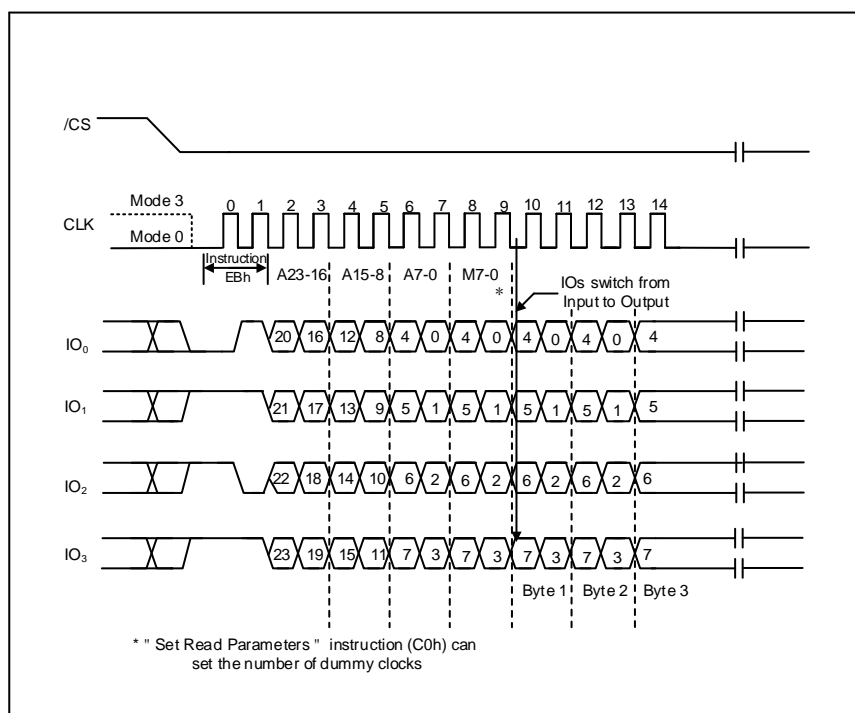 /CS
Mode 3
0 1 2 3 4 5 6 7 8 9 10 11 12 13 14
CLK
Mode 0
Instruction
EBh
A23-16 A15-8 A7-0 M7-0
*
IOs switch from
Input to Output
IO0 20 16 12 8 4 0 4 0 4 0 4 0 4
IO1 21 17 13 9 5 1 5 1 5 1 5 1 5
IO2 22 18 14 10 6 2 6 2 6 2 6 2 6
IO3 23 19 15 11 7 3 7 3 7 3 7 3 7
Byte 1 Byte 2 Byte 3
* " Set Read Parameters " instruction (C0h) can
set the number of dummy clocks